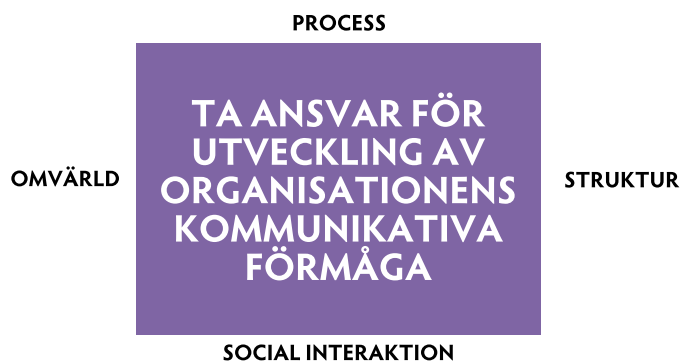 PROCESS
TA ANSVAR FÖR
UTVECKLING AV
ORGANISATIONENS
KOMMUNIKATIVA
FÖRMÅGA
OMVÄRLD
STRUKTUR
SOCIAL INTERAKTION